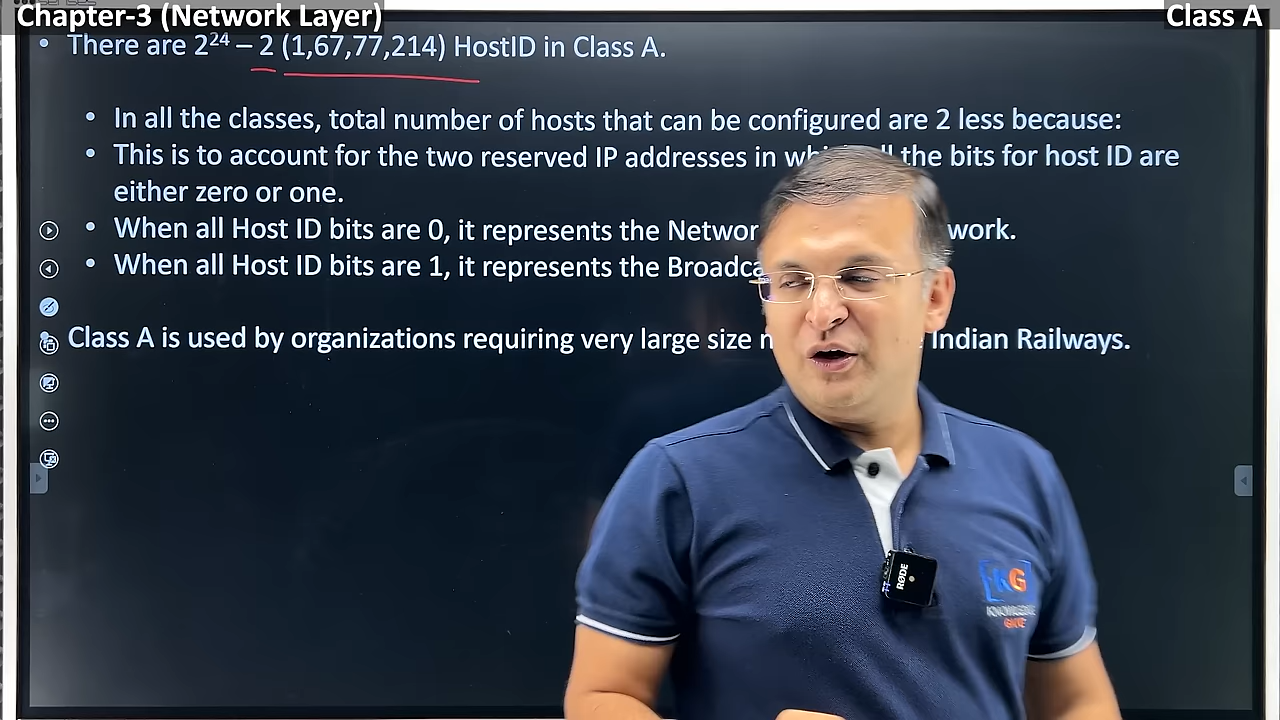 Chapter-3 (Network Layer)
Class A
• There are 2²⁴ – 2 (1,67,77,214) HostID in Class A.
• In all the classes, total number of hosts that can be configured are 2 less because:
• This is to account for the two reserved IP addresses in the bits for host ID are
either zero or one.
• When all Host ID bits are 0, it represents the
• When all Host ID bits are 1, it represents the
Class A is used by organizations requiring very large size Indian Railways.
RØDE
KG
KNOWLEDGE
GATE